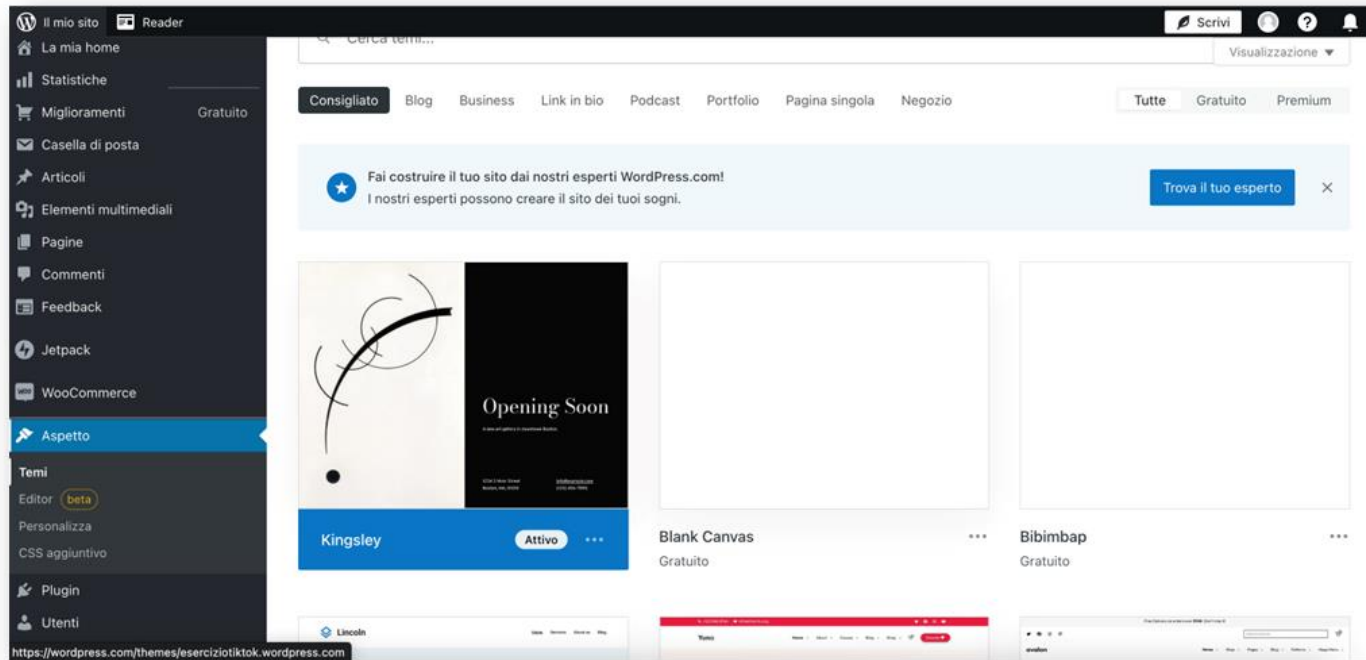 Il mio sito
Reader
Scrivi
La mia home
Statistiche
Miglioramenti Gratuito
Casella di posta
Articoli
Elementi multimediali
Pagine
Commenti
Feedback
Jetpack
WooCommerce
Aspetto
Temi
Editor beta
Personalizza
CSS aggiuntivo
Plugin
Utenti
https://wordpress.com/themes/eserciziotiktok.wordpress.com
Cerca temi...
Visualizzazione
Consigliato Blog Business Link in bio Podcast Portfolio Pagina singola Negozio
Tutte Gratuito Premium
Fai costruire il tuo sito dai nostri esperti WordPress.com!
I nostri esperti possono creare il sito dei tuoi sogni.
Trova il tuo esperto
Opening Soon
Kingsley Attivo
Blank Canvas
Gratuito
Bibimbap
Gratuito
Lincoln